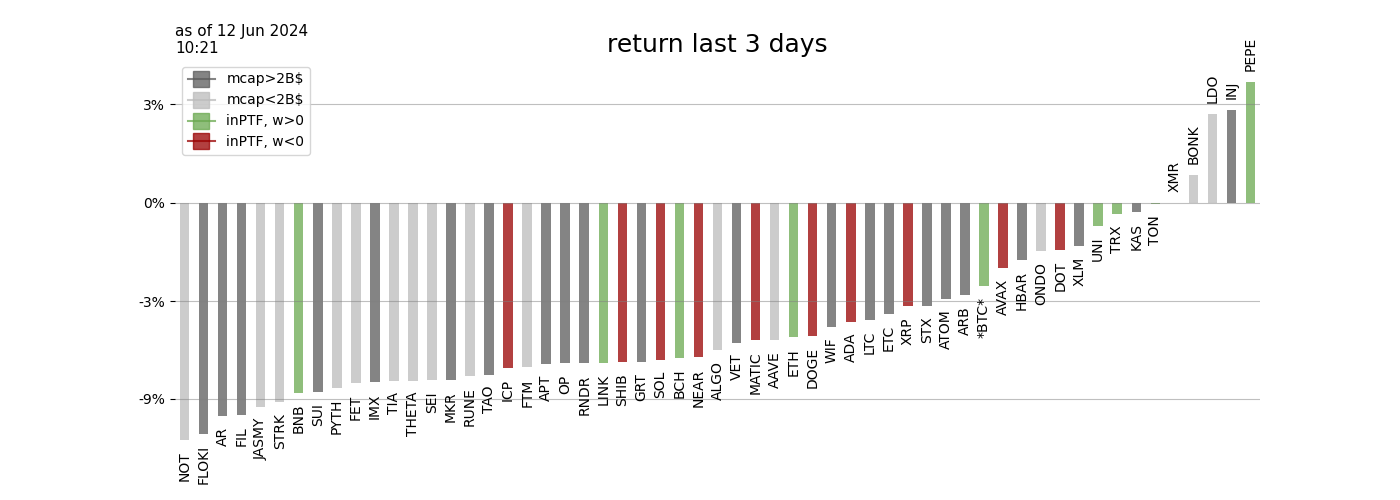 as of 12 Jun 2024
10:21
return last 3 days
mcap>2B$
mcap<2B$
inPTF, w>0
inPTF, w<0
3%
0%
-3%
-9%
NOT
FLOKI
AR
FIL
JASMY
STRK
BNB
SUI
PYTH
FET
IMX
TIA
THETA
SEI
MKR
RUNE
TAO
ICP
FTM
APT
OP
RNDR
LINK
SHIB
GRT
SOL
BCH
NEAR
ALGO
VET
MATIC
AAVE
ETH
DOGE
WIF
ADA
LTC
ETC
XRP
STX
ATOM
ARB
*BTC*
AVAX
HBAR
ONDO
DOT
XLM
UNI
TRX
KAS
TON
XMR
BONK
LDO
INJ
PEPE